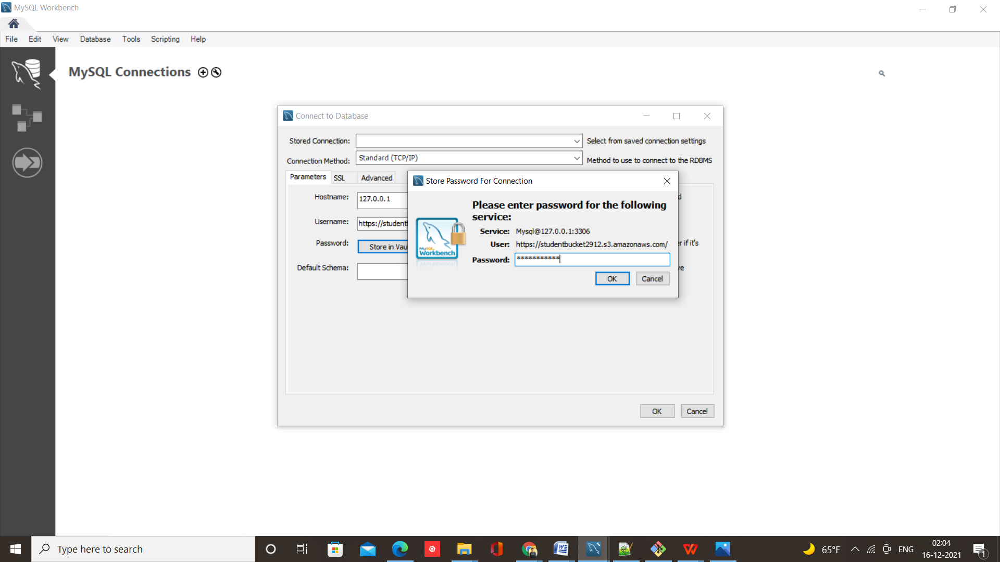 MySQL Workbench
File Edit View Database Tools Scripting Help
MySQL Connections
Connect to Database
Stored Connection: Select from saved connection settings
Connection Method: Standard (TCP/IP) Method to use to connect to the RDBMS
Parameters SSL Advanced
Store Password For Connection
Hostname: 127.0.0.1
Please enter password for the following
service:
Username: https://student
Service: Mysql@127.0.0.1:3306
Password: Store in Vau
User: https://studentbucket2912.s3.amazonaws.com/
r if it's
Password: ***********
Default Schema:
OK Cancel
MySQL
Workbench
OK Cancel
Type here to search
65°F
ENG
02:04
16-12-2021
1